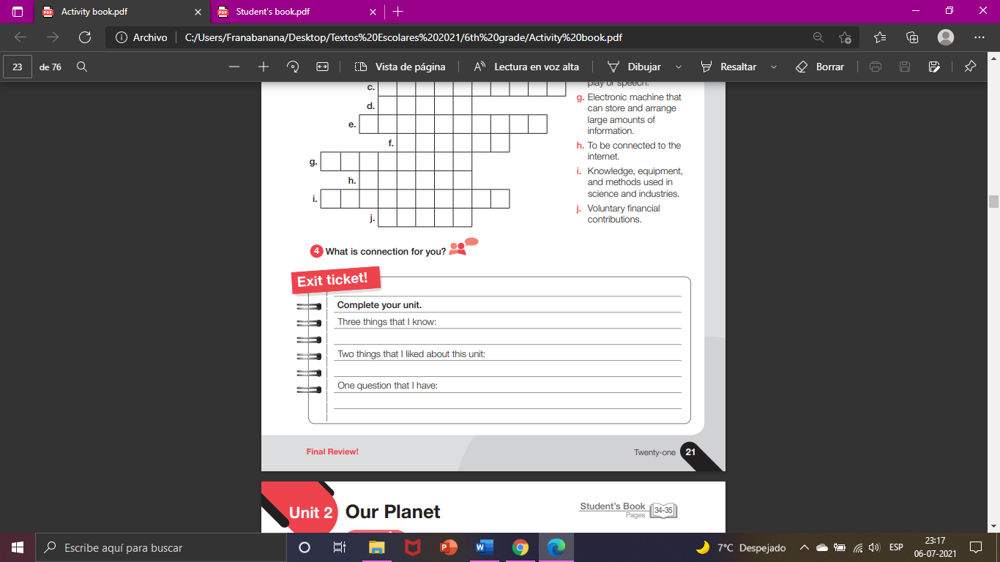 Activity book.pdf
Student's book.pdf
Archivo
C:/Users/Franabanana/Desktop/Textos%20Escolares%202021/6th%20grade/Activity%20book.pdf
23
de 76
Vista de página
Lectura en voz alta
Dibujar
Resaltar
Borrar
play or speech.
c.
d.
e.
f.
g.
h.
i.
j.
g. Electronic machine that
can store and arrange
large amounts of
information.
h. To be connected to the
internet.
i. Knowledge, equipment,
and methods used in
science and industries.
j. Voluntary financial
contributions.
4 What is connection for you?
Exit ticket!
Complete your unit.
Three things that I know:
Two things that I liked about this unit:
One question that I have:
Final Review!
Twenty-one 21
Unit 2 Our Planet
Student's Book
Pages
34-35
Escribe aquí para buscar
7°C Despejado
ESP
23:17
06-07-2021